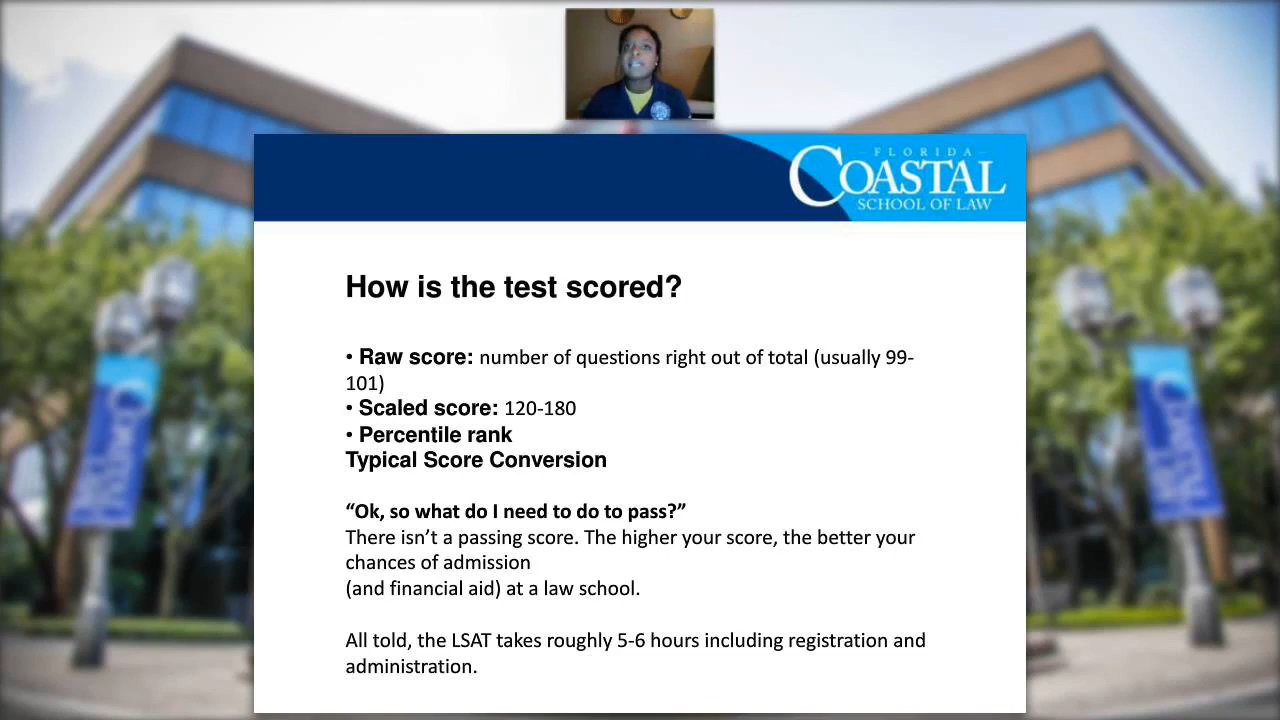 FLORIDA
COASTAL
SCHOOL OF LAW
How is the test scored?
• Raw score: number of questions right out of total (usually 99-
101)
• Scaled score: 120-180
• Percentile rank
Typical Score Conversion
“Ok, so what do I need to do to pass?”
There isn’t a passing score. The higher your score, the better your
chances of admission
(and financial aid) at a law school.
All told, the LSAT takes roughly 5-6 hours including registration and
administration.